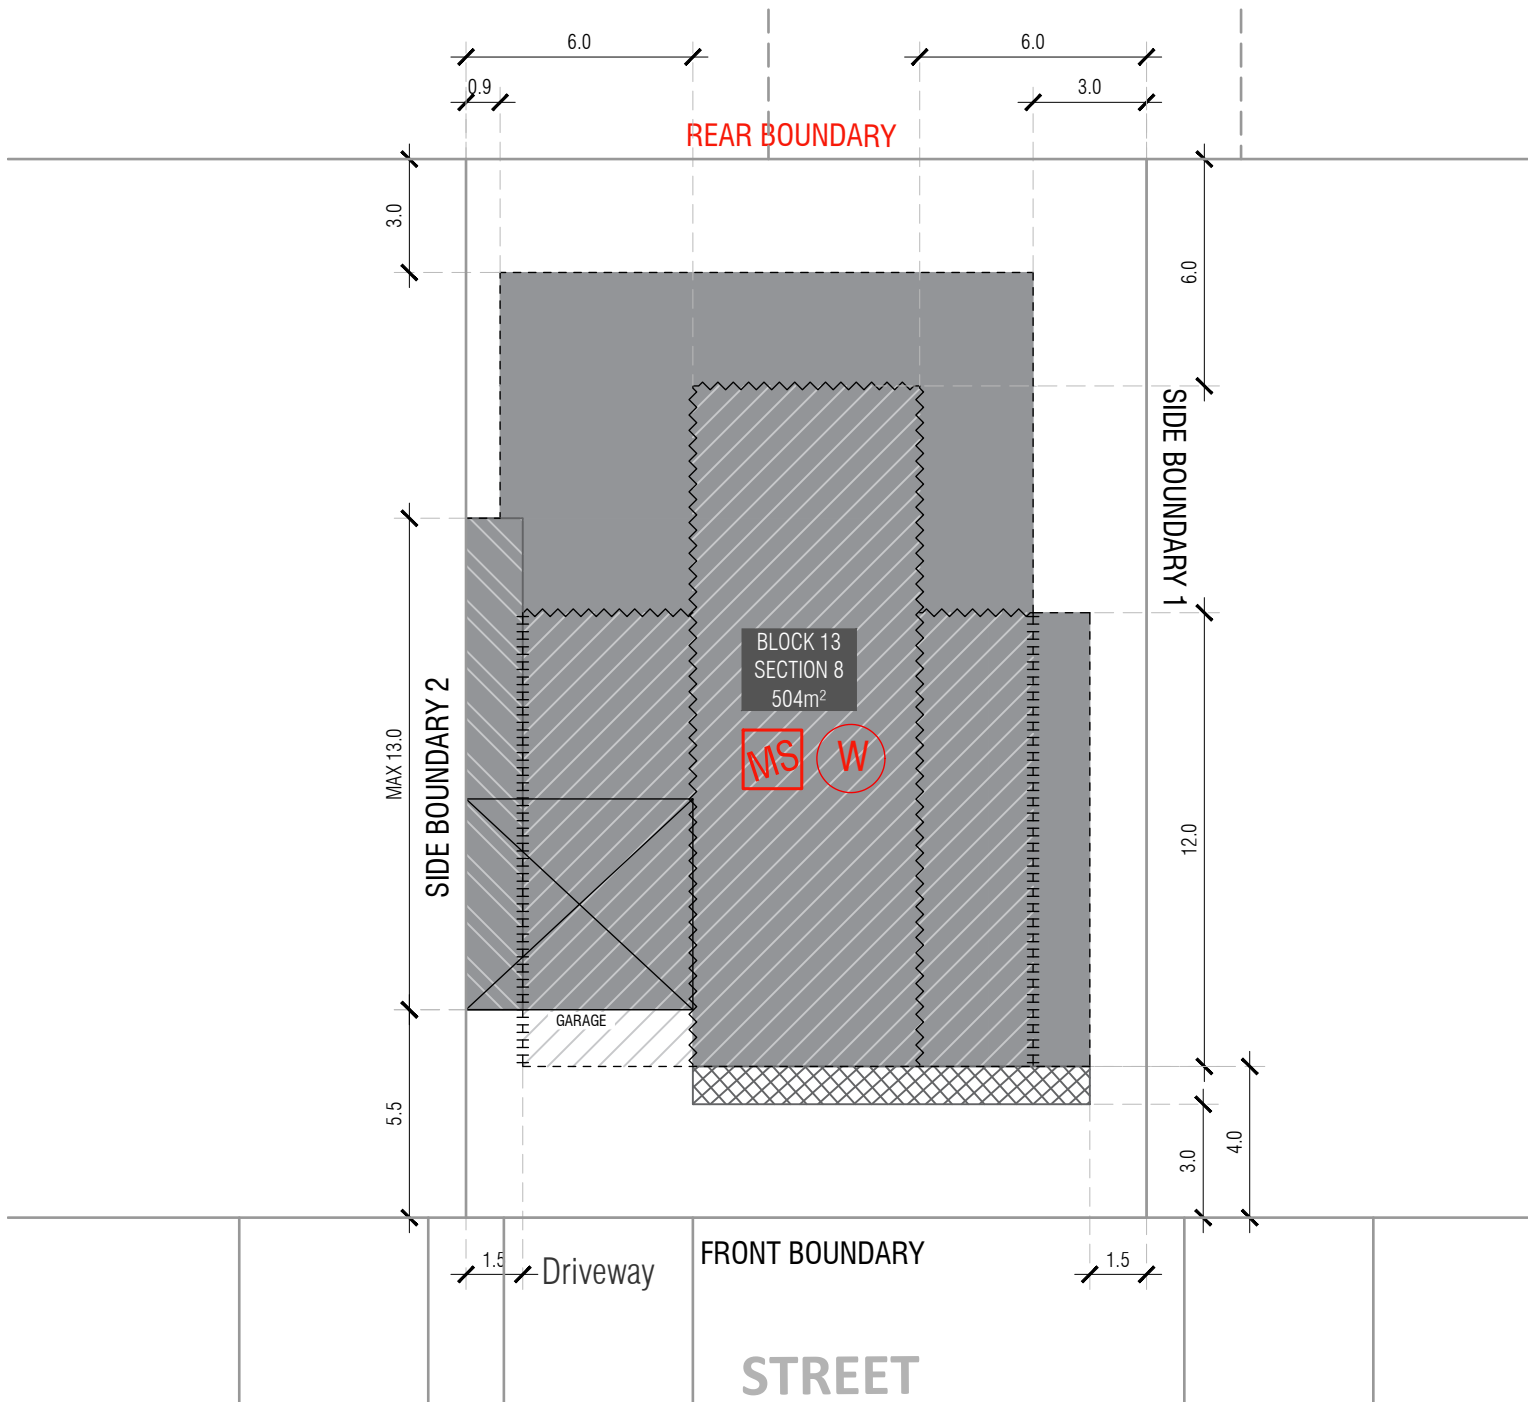 6.0
6.0
0.9
3.0
REAR BOUNDARY
3.0
6.0
SIDE BOUNDARY 1
BLOCK 13
SECTION 8
504m²
MS
W
SIDE BOUNDARY 2
MAX 13.0
12.0
GARAGE
5.5
3.0
4.0
1.5
Driveway
FRONT BOUNDARY
1.5
STREET